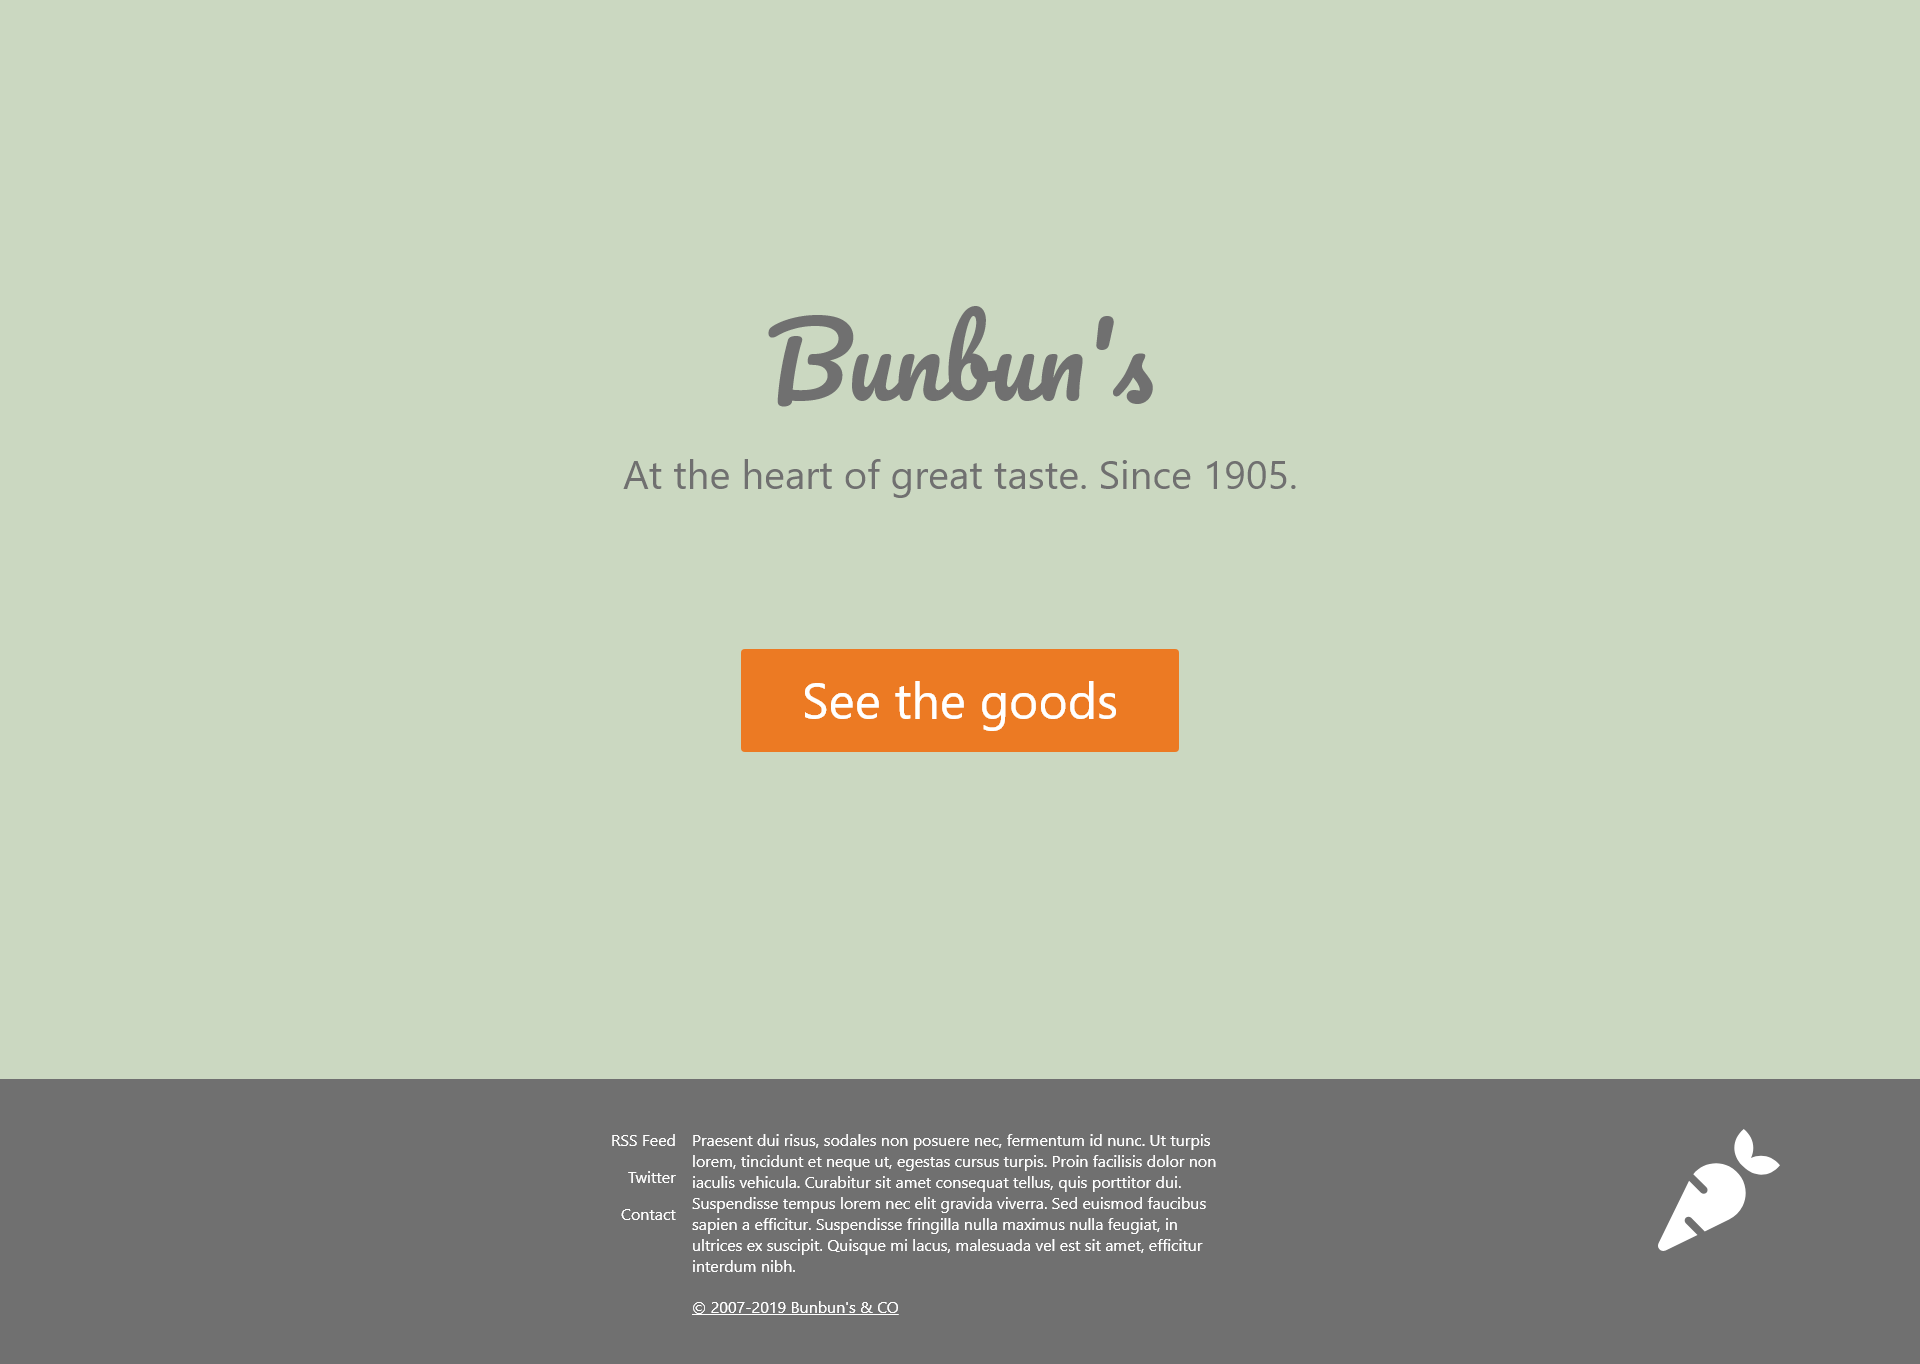 Bunbun's
At the heart of great taste. Since 1905.
See the goods
RSS Feed
Twitter
Contact
Praesent dui risus, sodales non posuere nec, fermentum id nunc. Ut turpis
lorem, tincidunt et neque ut, egestas cursus turpis. Proin facilisis dolor non
iaculis vehicula. Curabitur sit amet consequat tellus, quis porttitor dui.
Suspendisse tempus lorem nec elit gravida viverra. Sed euismod faucibus
sapien a efficitur. Suspendisse fringilla nulla maximus nulla feugiat, in
ultrices ex suscipit. Quisque mi lacus, malesuada vel est sit amet, efficitur
interdum nibh.
© 2007-2019 Bunbun's & CO